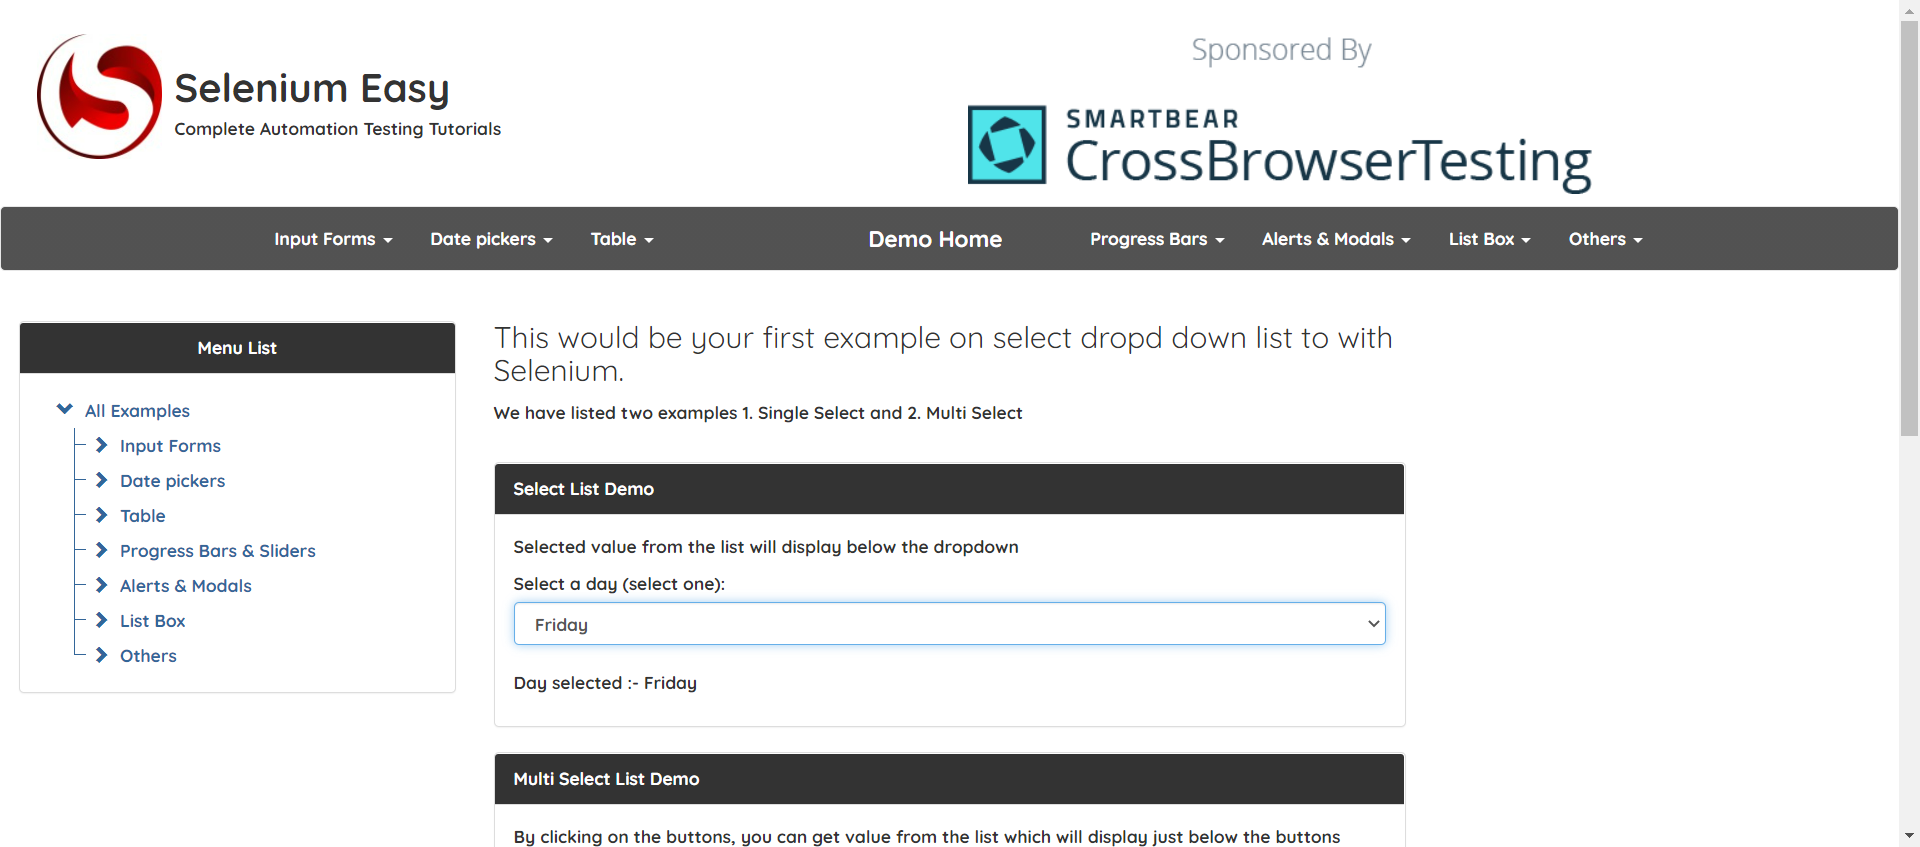 Selenium Easy
Complete Automation Testing Tutorials
Sponsored By
SMARTBEAR
CrossBrowserTesting
Input Forms
Date pickers
Table
Demo Home
Progress Bars
Alerts & Modals
List Box
Others
Menu List
All Examples
Input Forms
Date pickers
Table
Progress Bars & Sliders
Alerts & Modals
List Box
Others
This would be your first example on select dropd down list to with
Selenium.
We have listed two examples 1. Single Select and 2. Multi Select
Select List Demo
Selected value from the list will display below the dropdown
Select a day (select one):
Friday
Day selected :- Friday
Multi Select List Demo
By clicking on the buttons, you can get value from the list which will display just below the buttons